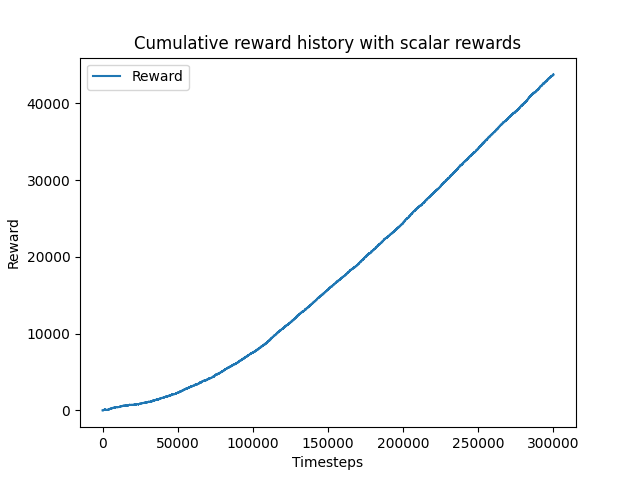 Cumulative reward history with scalar rewards
Reward
40000
30000
20000
10000
0
Reward
0 50000 100000 150000 200000 250000 300000
Timesteps